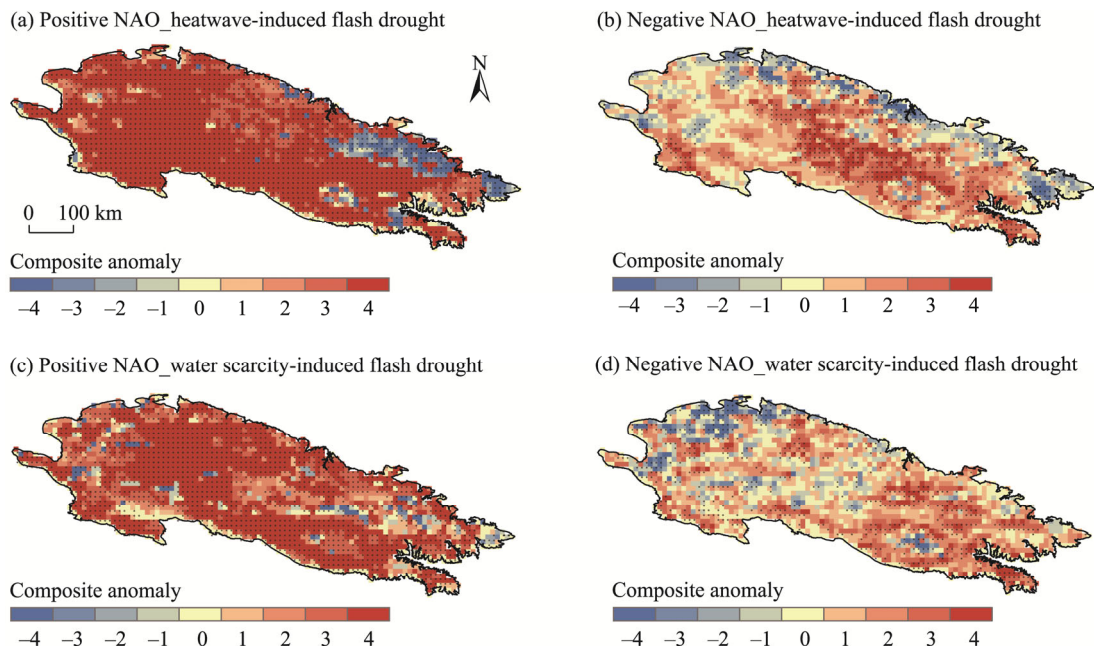 (a) Positive NAO_heatwave-induced flash drought
(b) Negative NAO_heatwave-induced flash drought
N
0 100 km
Composite anomaly
–4 –3 –2 –1 0 1 2 3 4
Composite anomaly
–4 –3 –2 –1 0 1 2 3 4
(c) Positive NAO_water scarcity-induced flash drought
(d) Negative NAO_water scarcity-induced flash drought
Composite anomaly
–4 –3 –2 –1 0 1 2 3 4
Composite anomaly
–4 –3 –2 –1 0 1 2 3 4